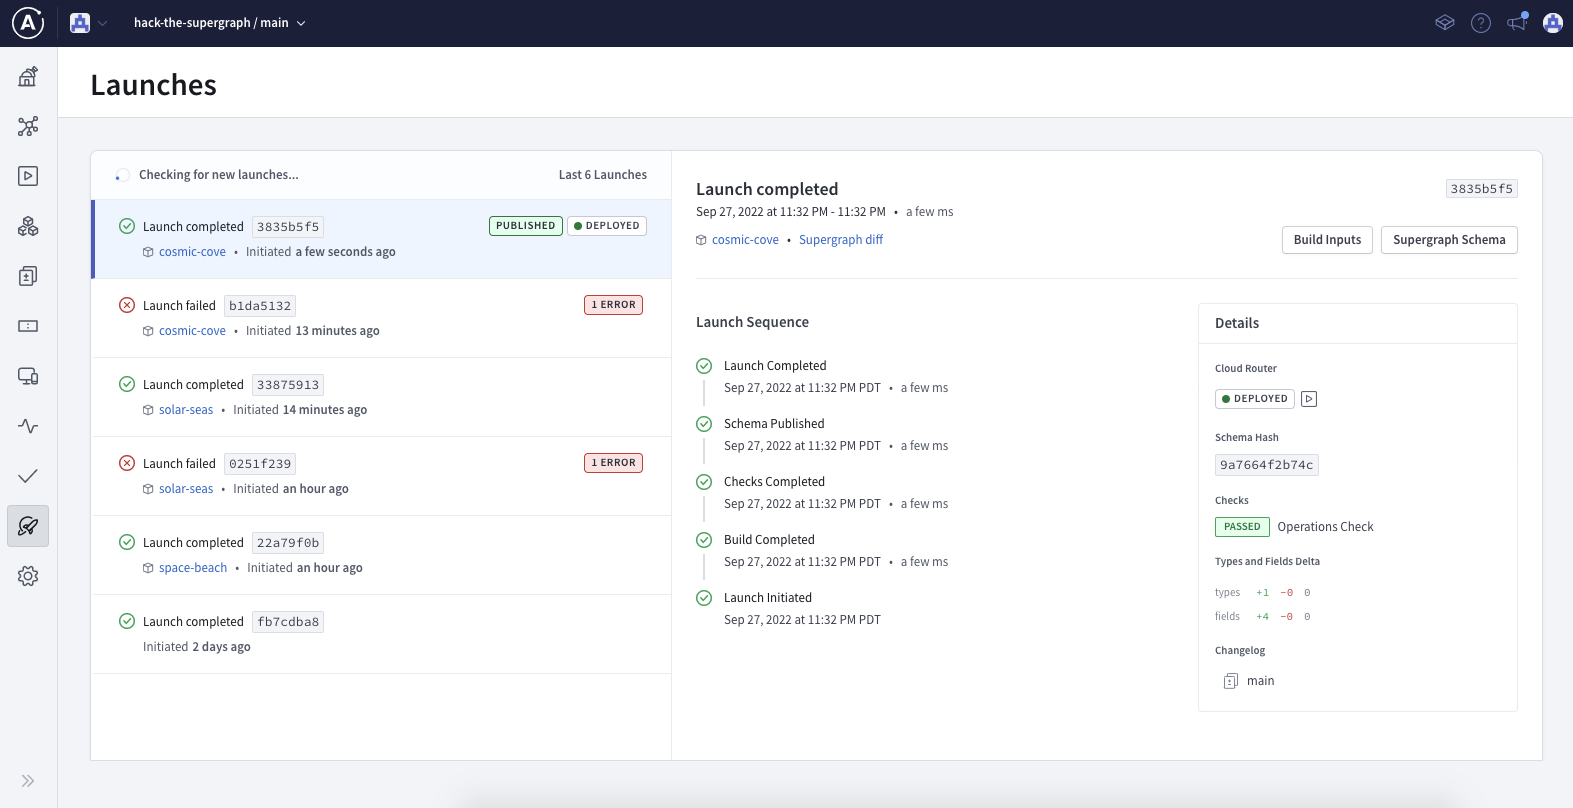 hack-the-supergraph / main
Launches
Checking for new launches... Last 6 Launches
Launch completed 3835b5f5 PUBLISHED DEPLOYED
cosmic-cove • Initiated a few seconds ago
Launch failed b1da5132 1 ERROR
cosmic-cove • Initiated 13 minutes ago
Launch completed 33875913
solar-seas • Initiated 14 minutes ago
Launch failed 0251f239 1 ERROR
solar-seas • Initiated an hour ago
Launch completed 22a79f0b
space-beach • Initiated an hour ago
Launch completed fb7cdba8
Initiated 2 days ago
Launch completed 3835b5f5
Sep 27, 2022 at 11:32 PM - 11:32 PM • a few ms
cosmic-cove • Supergraph diff
Build Inputs Supergraph Schema
Launch Sequence
Launch Completed
Sep 27, 2022 at 11:32 PM PDT • a few ms
Schema Published
Sep 27, 2022 at 11:32 PM PDT • a few ms
Checks Completed
Sep 27, 2022 at 11:32 PM PDT • a few ms
Build Completed
Sep 27, 2022 at 11:32 PM PDT • a few ms
Launch Initiated
Sep 27, 2022 at 11:32 PM PDT
Details
Cloud Router
DEPLOYED
Schema Hash
9a7664f2b74c
Checks
PASSED Operations Check
Types and Fields Delta
types +1 −0 0
fields +4 −0 0
Changelog
main